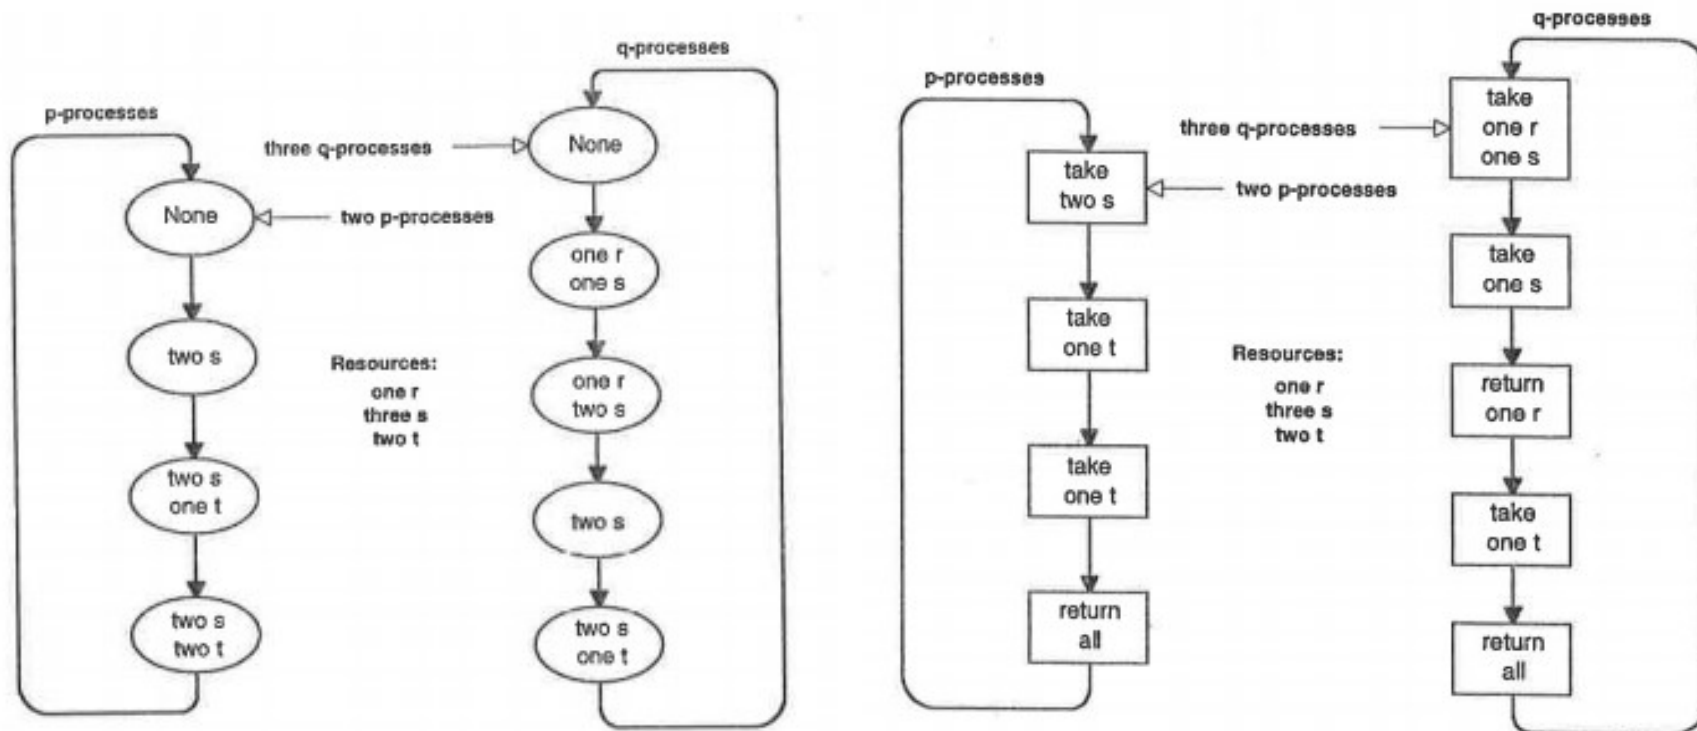 q-processes
p-processes
three q-processes
None
None
two p-processes
one r
one s
two s
Resources:
one r
three s
two t
one r
two s
two s
one t
two s
two s
two t
two s
one t
q-processes
p-processes
take
one r
one s
three q-processes
take
two s
two p-processes
take
one s
take
one t
Resources:
one r
three s
two t
return
one r
take
one t
take
one t
return
all
return
all